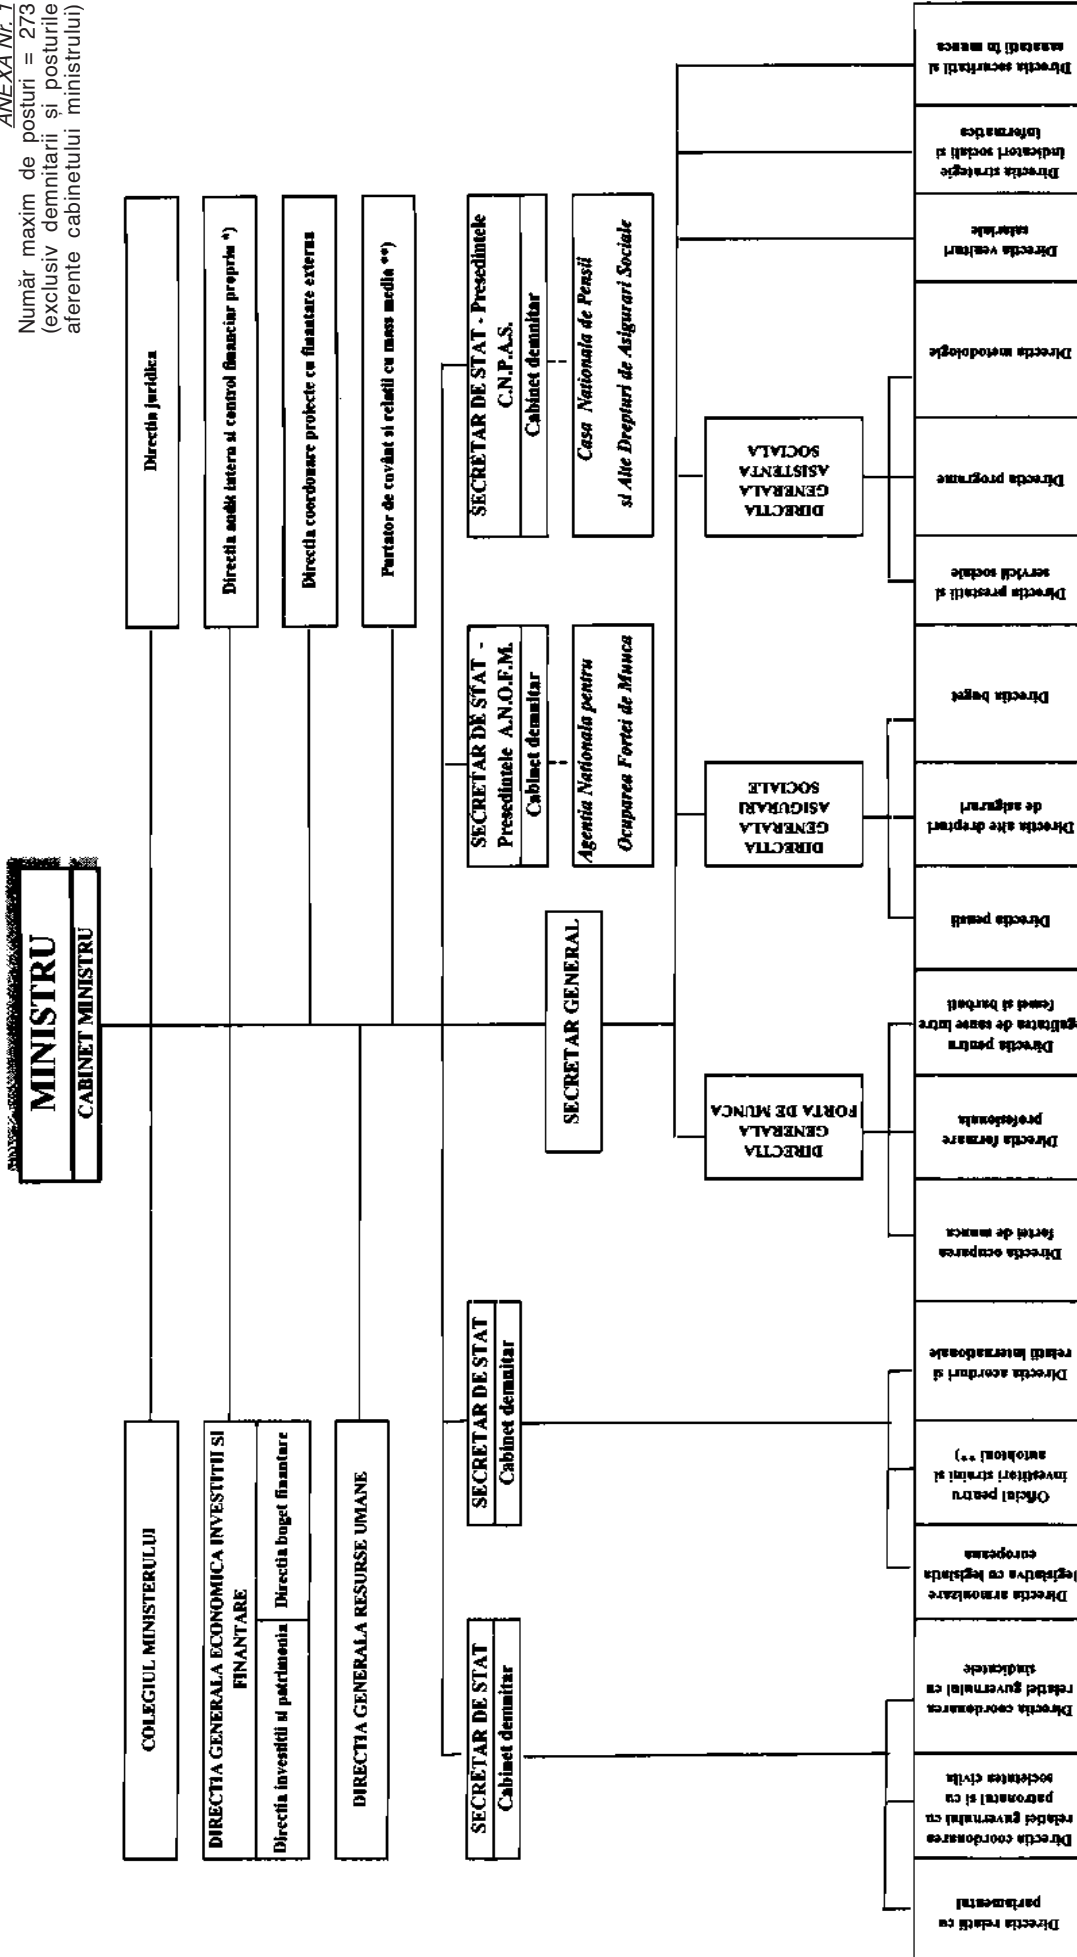 ANEXA Nr. 1
Număr maxim de posturi = 273
(exclusiv demnitarii și posturile
aferente cabinetului ministrului)
MINISTRU
CABINET MINISTRU
COLEGIUL MINISTERULUI
Directia juridica
DIRECTIA GENERALA ECONOMICA INVESTITII SI
FINANTARE
Directia investitii si patrimoniu
Directia buget finantare
Directia audit intern si control financiar propriu *)
Directia coordonare proiecte cu finantare externa
DIRECTIA GENERALA RESURSE UMANE
Purtator de cuvânt si relatii cu mass media **)
SECRETAR DE STAT
Cabinet demnitar
SECRETAR DE STAT
Cabinet demnitar
SECRETAR DE STAT -
Presedintele A.N.O.F.M.
Cabinet demnitar
Agentia Nationala pentru
Ocuparea Fortei de Munca
SECRETAR DE STAT - Presedintele
C.N.P.A.S.
Cabinet demnitar
Casa Nationala de Pensii
si Alte Drepturi de Asigurari Sociale
SECRETAR GENERAL
DIRECTIA
GENERALA
FORTA DE MUNCA
DIRECTIA
GENERALA
ASIGURARI
SOCIALE
DIRECTIA
GENERALA
ASISTENTA
SOCIALA
Directia relatii cu
parlamentul
Directia coordonarea
relatiei guvernului cu
patronatul si cu
societatea civila
Directia coordonarea
relatiei guvernului cu
sindicatele
Directia armonizare
legislativa cu legislatia
europeana
Oficiul pentru
investitori straini si
autohtoni **)
Directia acorduri si
relatii internationale
Directia ocuparea
fortei de munca
Directia formare
profesionala
Directia pentru
egalitatea de sanse intre
femei si barbati
Directia pensii
Directia alte drepturi
de asigurari
Directia buget
Directia prestatii si
servicii sociale
Directia programe
Directia metodologie
Directia venituri
salariale
Directia strategie
indicatori sociali si
informatica
Directia securitatii si
sanatatii in munca